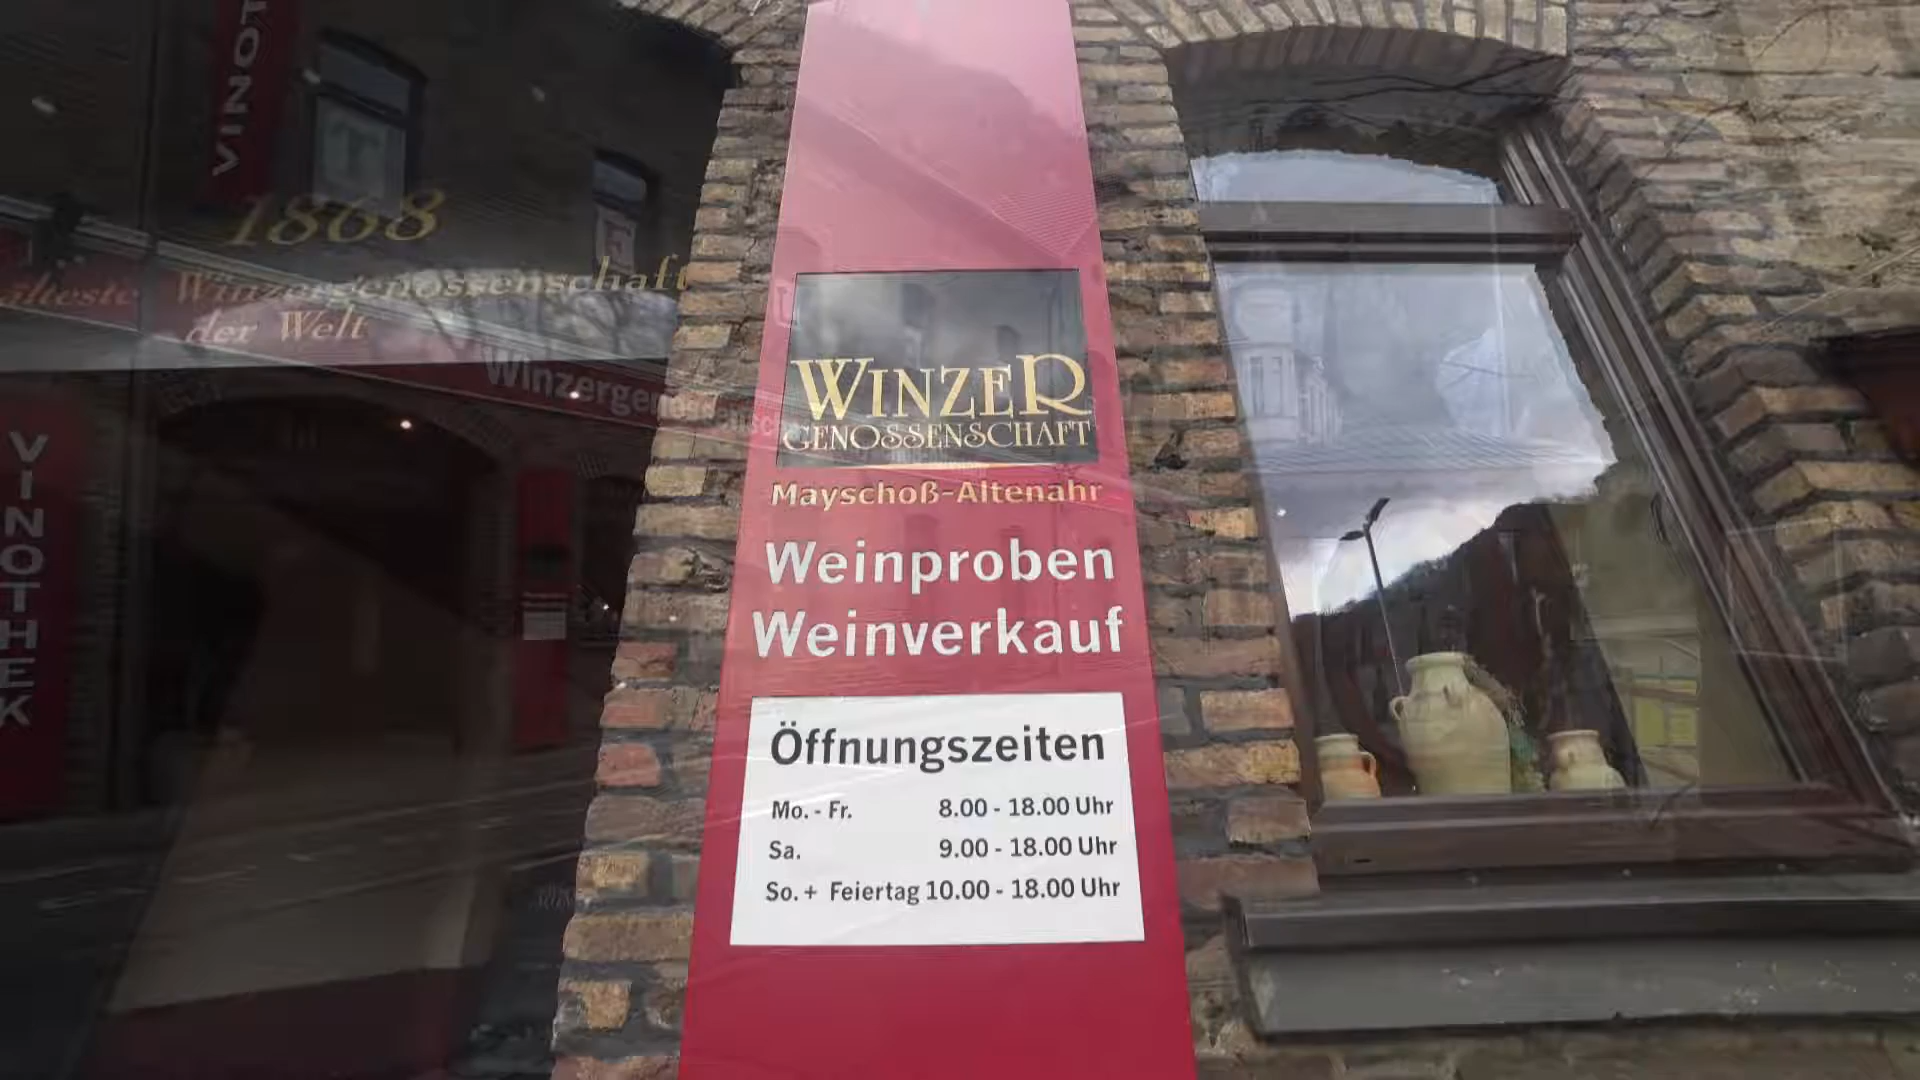 VINOT
1868
älteste Winzergenossenschaft
der Welt
VINOTHEK
WINZER
GENOSSENSCHAFT
Mayschoß-Altenahr
Weinproben
Weinverkauf
Öffnungszeiten
Mo. - Fr. 8.00 - 18.00 Uhr
Sa. 9.00 - 18.00 Uhr
So. + Feiertag 10.00 - 18.00 Uhr